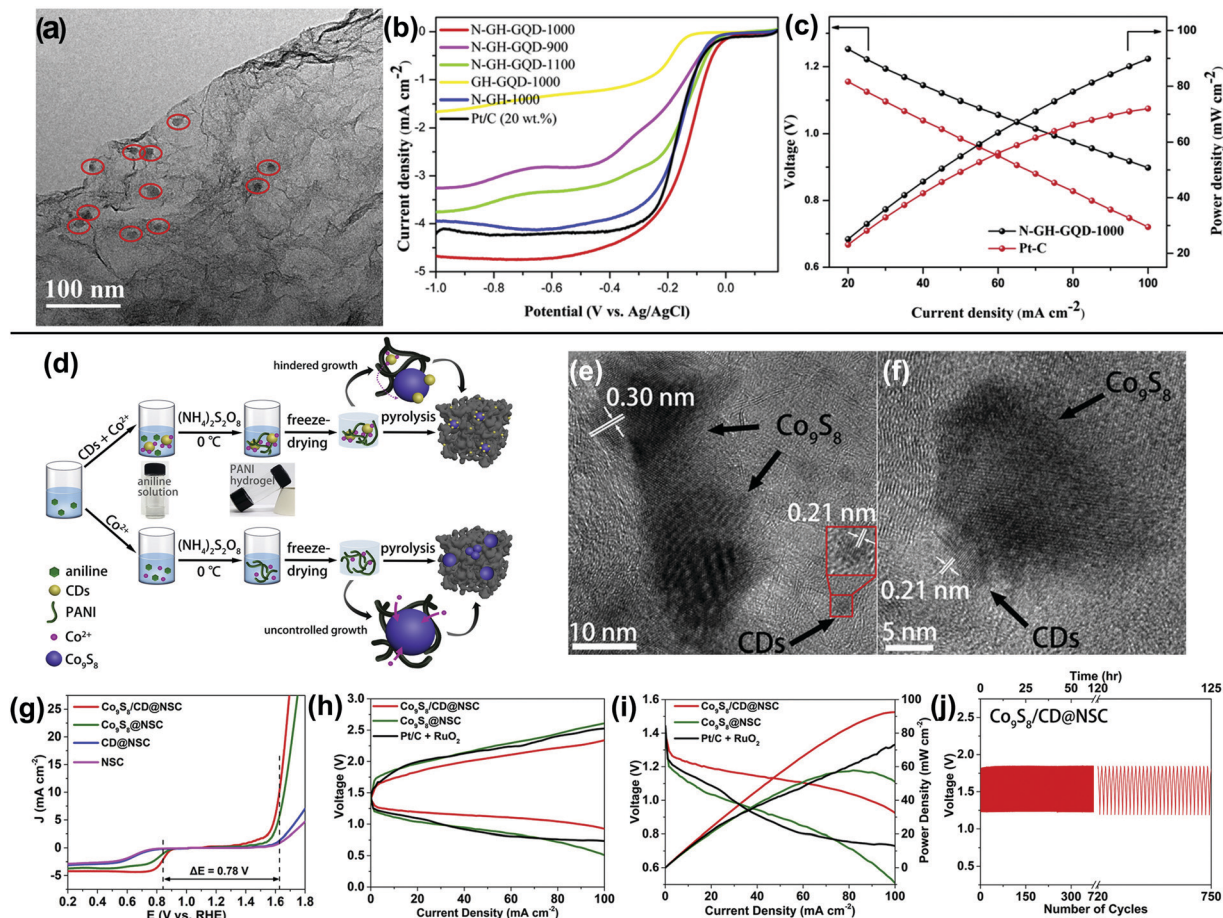 (a)
100 nm
(b)
N-GH-GQD-1000
N-GH-GQD-900
N-GH-GQD-1100
GH-GQD-1000
N-GH-1000
Pt/C (20 wt.%)
Current density (mA cm⁻²)
0
-1
-2
-3
-4
-5
-1.0 -0.8 -0.6 -0.4 -0.2 0.0
Potential (V vs. Ag/AgCl)
(c)
Voltage (V)
1.2
1.0
0.8
0.6
100
90
80
70
60
50
40
30
20
Power density (mW cm⁻²)
N-GH-GQD-1000
Pt-C
20 30 40 50 60 70 80 90 100
Current density (mA cm⁻²)
(d)
CDs + Co²⁺
(NH₄)₂S₂O₈
0 ℃
freeze-
drying
hindered growth
pyrolysis
aniline
solution
PANI
hydrogel
Co²⁺
(NH₄)₂S₂O₈
0 ℃
freeze-
drying
pyrolysis
uncontrolled growth
aniline
CDs
PANI
Co²⁺
Co₉S₈
(e)
0.30 nm
Co₉S₈
0.21 nm
CDs
10 nm
(f)
Co₉S₈
0.21 nm
CDs
5 nm
(g)
Co₉S₈/CD@NSC
Co₉S₈@NSC
CD@NSC
NSC
J (mA cm⁻²)
25
20
15
10
5
0
-5
ΔE = 0.78 V
0.2 0.4 0.6 0.8 1.0 1.2 1.4 1.6 1.8
E (V vs. RHE)
(h)
Co₉S₈/CD@NSC
Co₉S₈@NSC
Pt/C + RuO₂
Voltage (V)
3.0
2.5
2.0
1.5
1.0
0.5
0.0
0 20 40 60 80 100
Current Density (mA cm⁻²)
(i)
Co₉S₈/CD@NSC
Co₉S₈@NSC
Pt/C + RuO₂
Voltage (V)
1.6
1.4
1.2
1.0
0.8
0.6
100
80
60
40
20
0
Power Density (mW cm⁻²)
0 20 40 60 80 100
Current Density (mA cm⁻²)
Time (hr)
0 25 50 120 125
(j)
Co₉S₈/CD@NSC
Voltage (V)
2.5
2.0
1.5
1.0
0.5
0 150 300 720 750
Number of Cycles